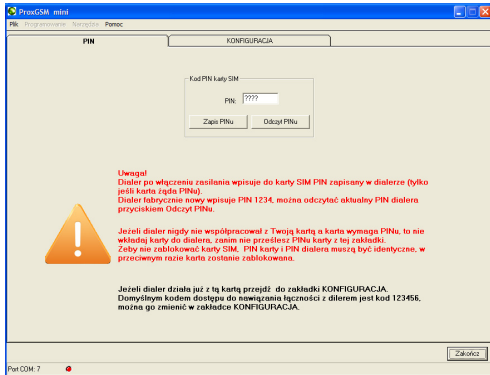 ProxGSM mini
Plik Programowanie Narzędzia Pomoc
PIN KONFIGURACJA
Kod PIN karty SIM
PIN: ????
Zapis PINu Odczyt PINu
Uwaga!
Dialer po włączeniu zasilania wpisuje do karty SIM PIN zapisany w dialerze (tylko
jeśli karta żąda PINu).
Dialer fabrycznie nowy wpisuje PIN 1234, można odczytać aktualny PIN dialera
przyciskiem Odczyt PINu.
Jeżeli dialer nigdy nie współpracował z Twoją kartą a karta wymaga PINu, to nie
wkładaj karty do dialera, zanim nie prześlesz PINu karty z tej zakładki.
Żeby nie zablokować karty SIM, PIN karty i PIN dialera muszą być identyczne, w
przeciwnym razie karta zostanie zablokowana.
Jeżeli dialer działa już z tą kartą przejdź do zakładki KONFIGURACJA.
Domyślnym kodem dostępu do nawiązania łączności z dilerem jest kod 123456,
można go zmienić w zakładce KONFIGURACJA.
Zakończ
Port COM: 7